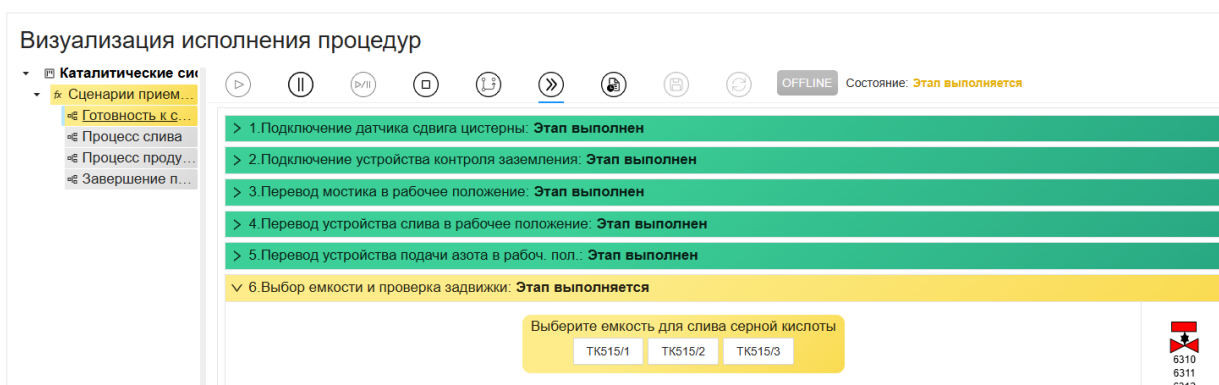 Визуализация исполнения процедур
Каталитические сис
Сценарии прием...
Готовность к с...
Процесс слива
Процесс проду...
Завершение п...
OFFLINE Состояние: Этап выполняется
1.Подключение датчика сдвига цистерны: Этап выполнен
2.Подключение устройства контроля заземления: Этап выполнен
3.Перевод мостика в рабочее положение: Этап выполнен
4.Перевод устройства слива в рабочее положение: Этап выполнен
5.Перевод устройства подачи азота в рабоч. пол.: Этап выполнен
6.Выбор емкости и проверка задвижки: Этап выполняется
Выберите емкость для слива серной кислоты
ТК515/1 ТК515/2 ТК515/3
6310
6311